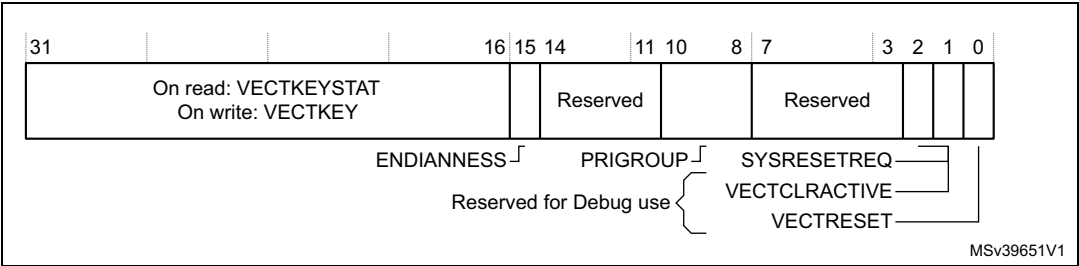 31 16 15 14 11 10 8 7 3 2 1 0
On read: VECTKEYSTAT
On write: VECTKEY
Reserved
Reserved
ENDIANNESS
PRIGROUP
SYSRESETREQ
Reserved for Debug use
VECTCLRACTIVE
VECTRESET
MSv39651V1